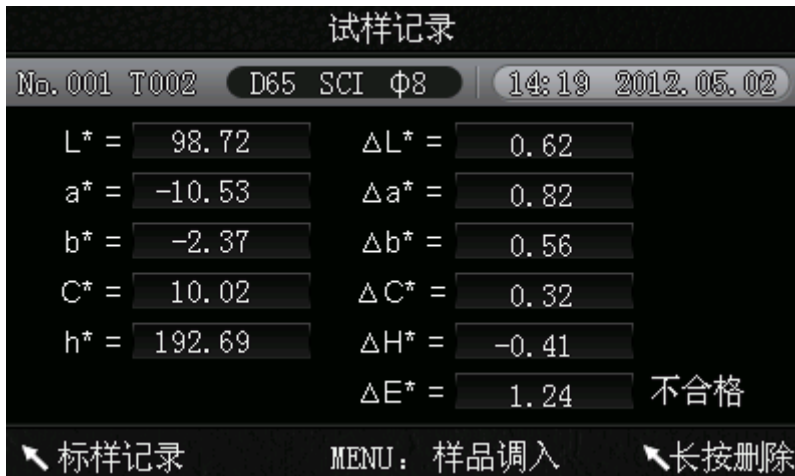 试样记录
No.001 T002 D65 SCI Φ8 14:19 2012.05.02
L* = 98.72 ΔL* = 0.62
a* = -10.53 Δa* = 0.82
b* = -2.37 Δb* = 0.56
C* = 10.02 ΔC* = 0.32
h* = 192.69 ΔH* = -0.41
ΔE* = 1.24 不合格
标样记录 MENU: 样品调入 长按删除